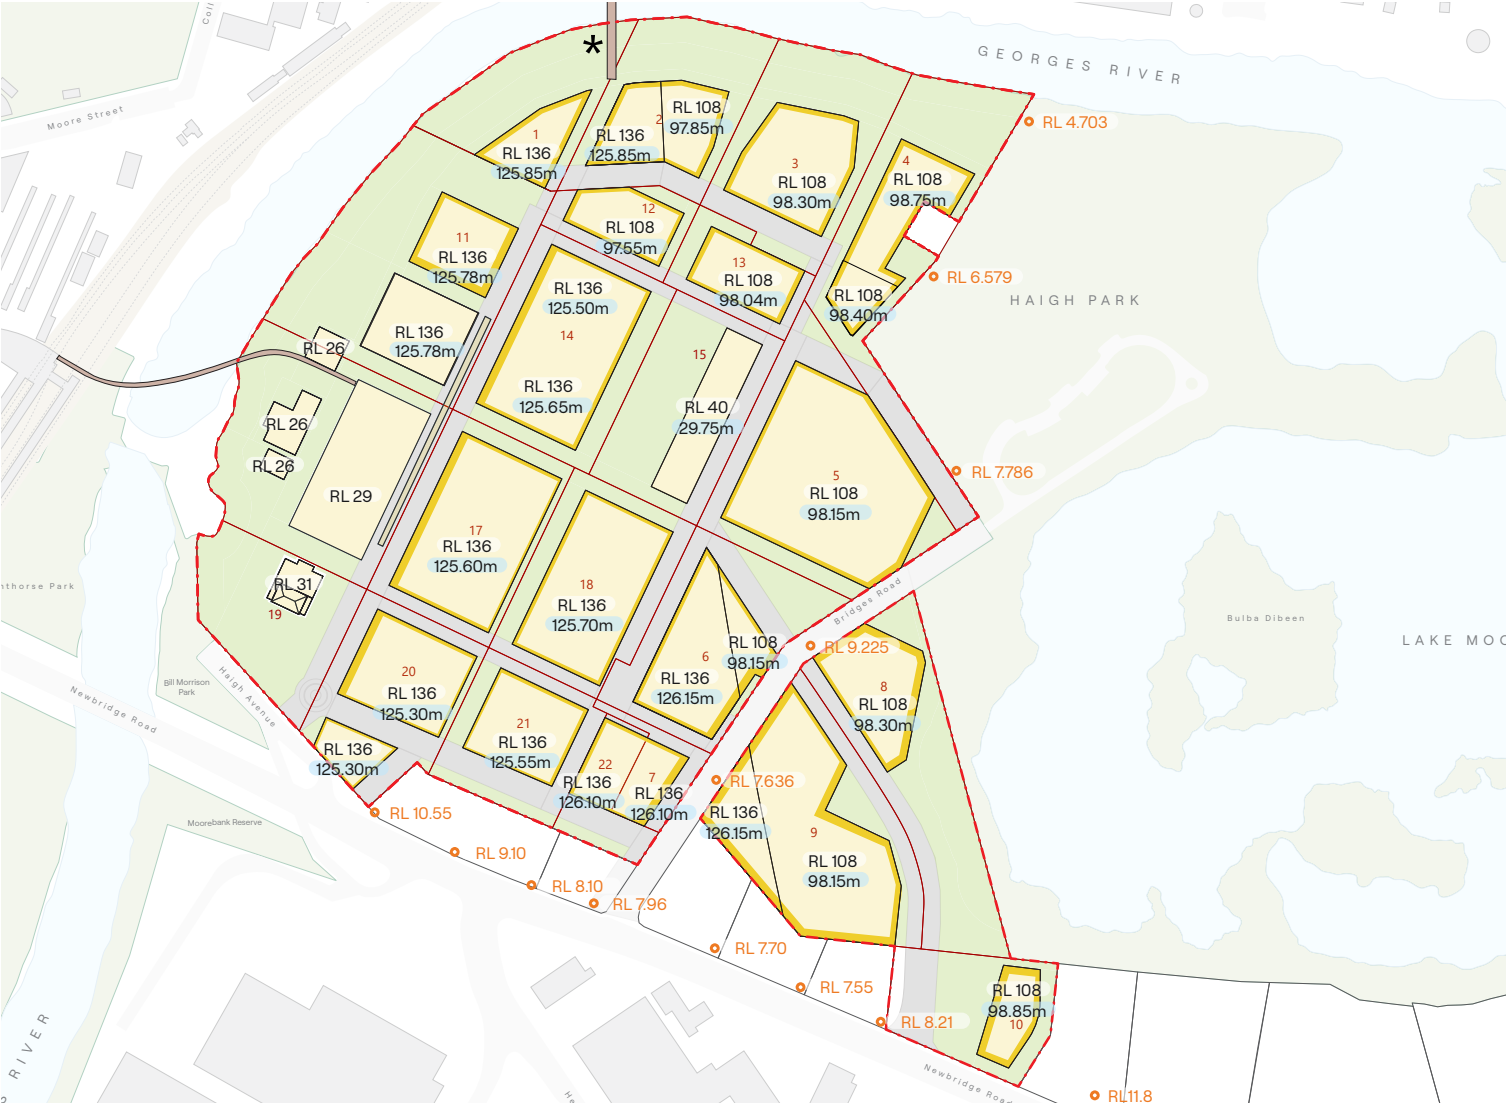 Coll
Moore Street
*
GEORGES RIVER
RL 4.703
RL 108
97.85m
2
RL 136
125.85m
1
RL 136
125.85m
3
RL 108
98.30m
4
RL 108
98.75m
12
RL 108
97.55m
11
RL 136
125.78m
13
RL 108
98.04m
RL 6.579
HAIGH PARK
RL 108
98.40m
RL 136
125.50m
14
RL 136
125.65m
RL 136
125.78m
RL 26
15
RL 40
29.75m
RL 26
RL 26
RL 29
RL 7.786
5
RL 108
98.15m
17
RL 136
125.60m
18
RL 136
125.70m
RL 31
19
nthorse Park
Bridges Road
Bulba Dibeen
LAKE MOO
RL 9.225
6
RL 108
98.15m
RL 136
126.15m
8
RL 108
98.30m
20
RL 136
125.30m
Bill Morrison
Park
Haigh Avenue
Newbridge Road
RL 136
125.30m
21
RL 136
125.55m
22
RL 136
126.10m
7
RL 136
126.10m
RL 7.636
RL 136
126.15m
9
RL 108
98.15m
RL 10.55
Moorebank Reserve
RL 9.10
RL 8.10
RL 7.96
RL 7.70
RL 7.55
RL 8.21
RL 108
98.85m
10
RIVER
Newbridge Road
He
RL11.8